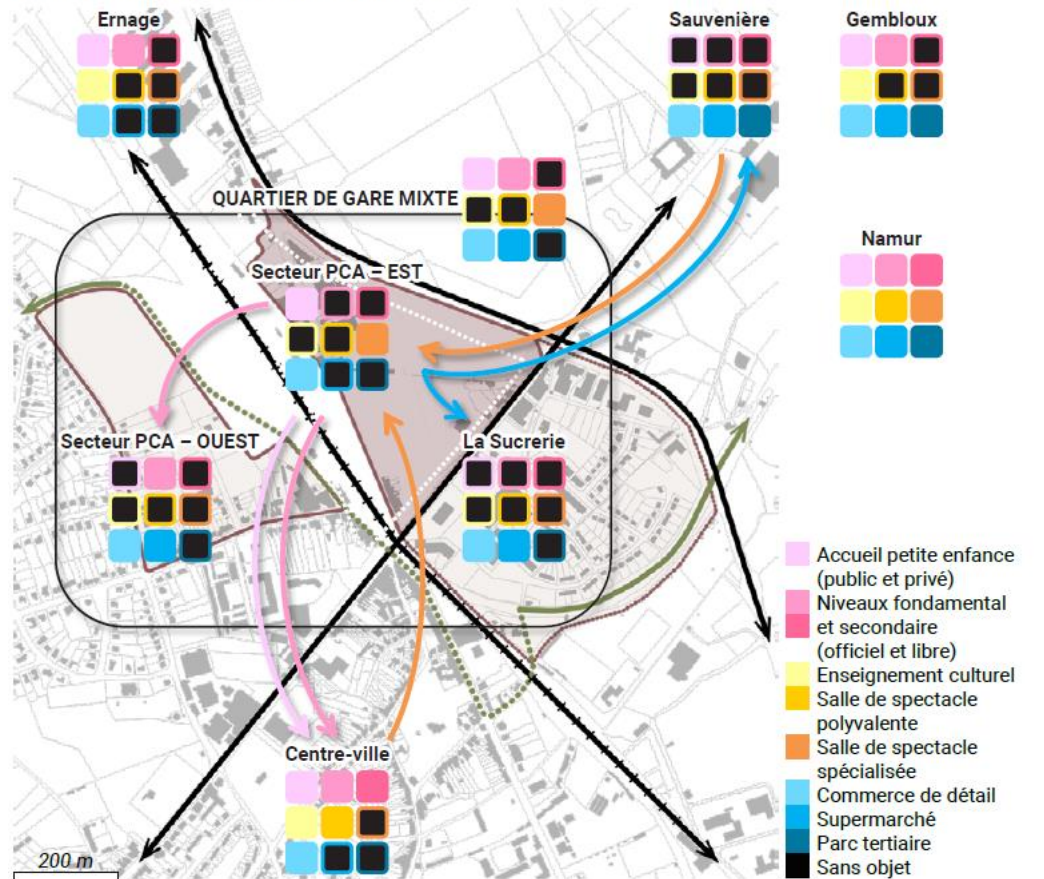 Ernage
Sauvenière
Gembloux
QUARTIER DE GARE MIXTE
Namur
Secteur PCA – EST
Secteur PCA – OUEST
La Sucrerie
Centre-ville
200 m
Accueil petite enfance
(public et privé)
Niveaux fondamental
et secondaire
(officiel et libre)
Enseignement culturel
Salle de spectacle
polyvalente
Salle de spectacle
spécialisée
Commerce de détail
Supermarché
Parc tertiaire
Sans objet